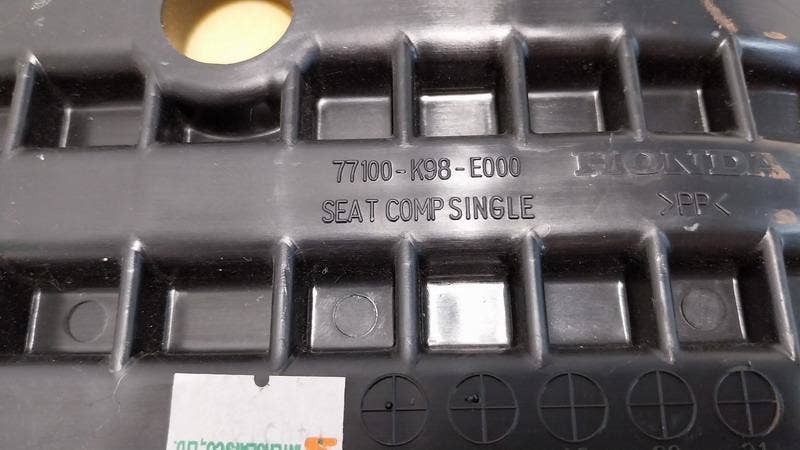 77100-K98-E000
HONDA
SEAT COMP SINGLE
>PP<